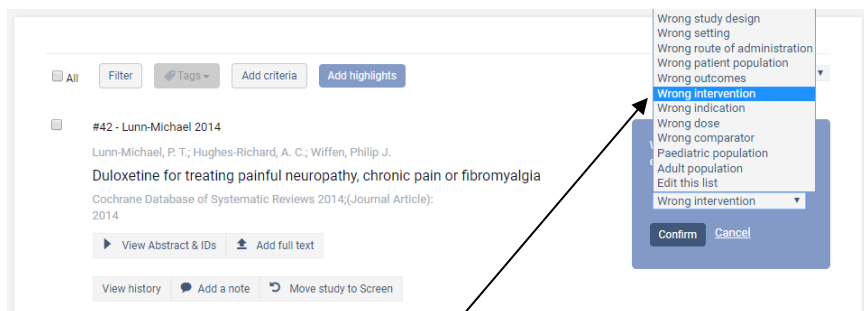 Wrong study design
Wrong setting
Wrong route of administration
Wrong patient population
Wrong outcomes
Wrong intervention
Wrong indication
Wrong dose
Wrong comparator
Paediatric population
Adult population
Edit this list
Wrong intervention
Confirm Cancel
All Filter Tags Add criteria Add highlights
#42 - Lunn-Michael 2014
Lunn-Michael, P. T.; Hughes-Richard, A. C.; Wiffen, Philip J.
Duloxetine for treating painful neuropathy, chronic pain or fibromyalgia
Cochrane Database of Systematic Reviews 2014;(Journal Article):
2014
View Abstract & IDs Add full text
View history Add a note Move study to Screen